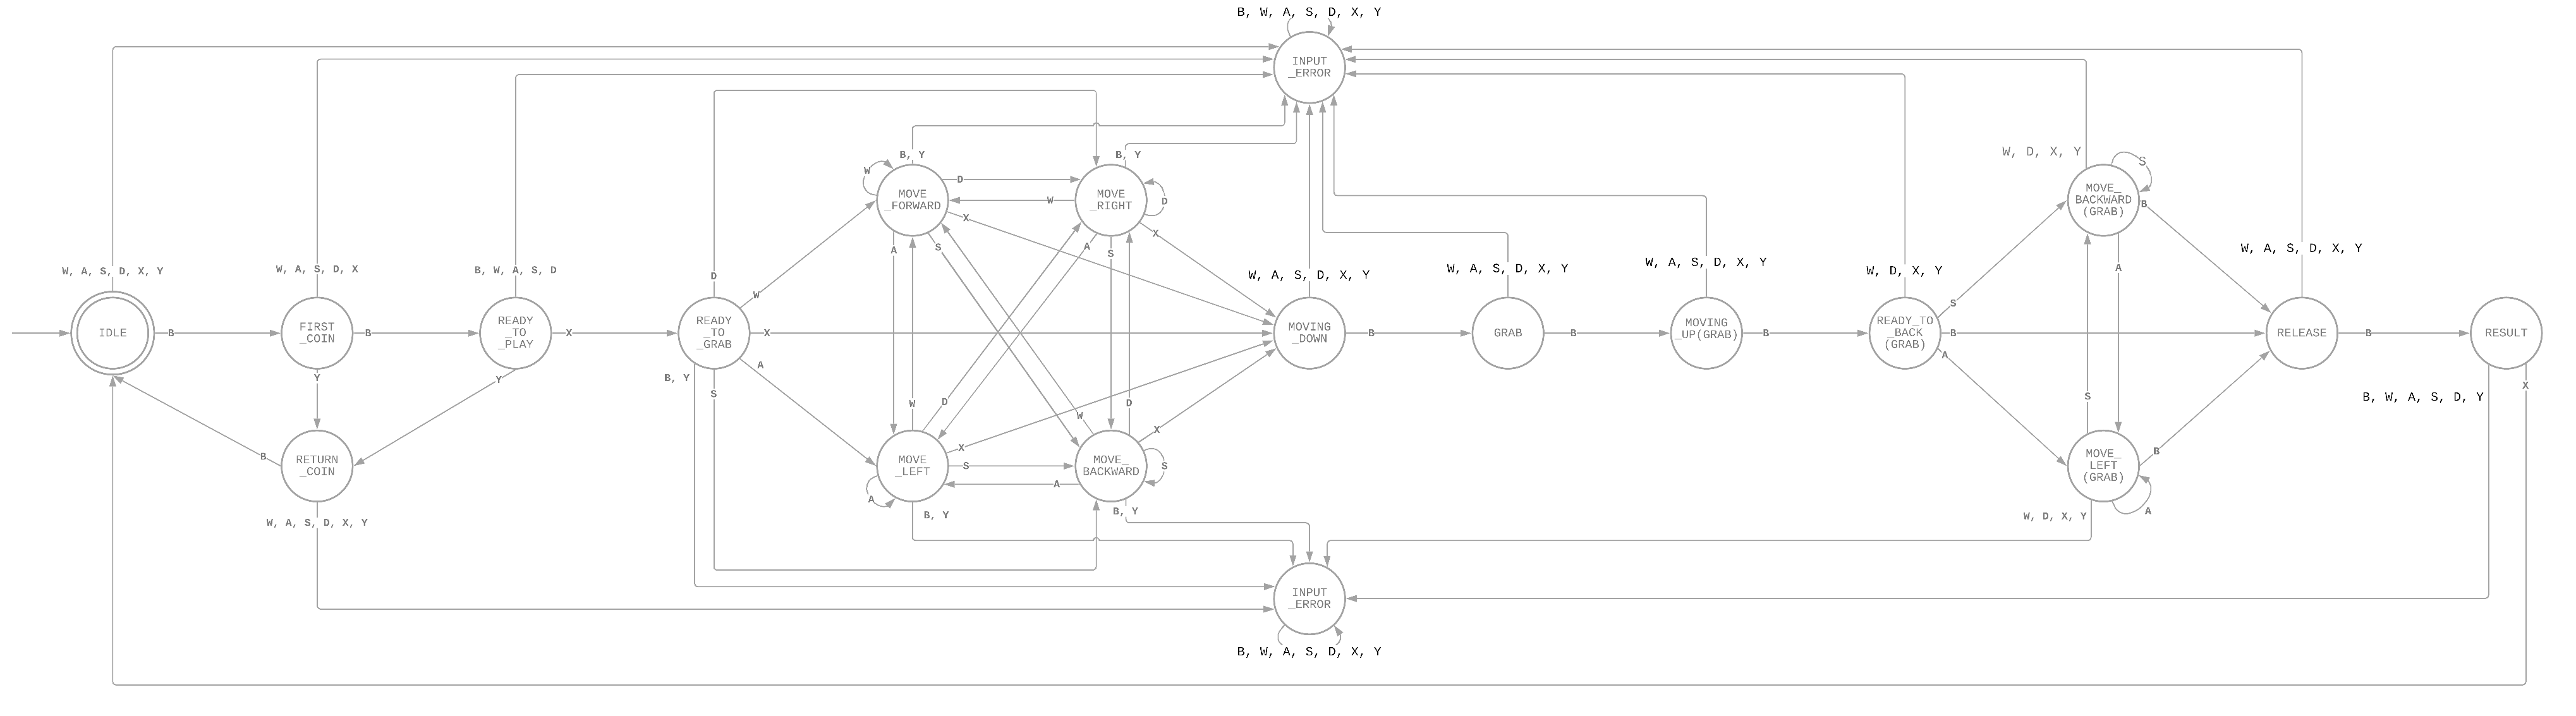 B, W, A, S, D, X, Y
INPUT
_ERROR
B, Y
B, Y
W, D, X, Y
S
W
D
W
D
MOVE
_FORWARD
MOVE
_RIGHT
MOVE_
BACKWARD
(GRAB)
X
B
A
S
A
S
X
W, A, S, D, X, Y
W, A, S, D, X, Y
W, A, S, D, X
B, W, A, S, D
D
W
W, A, S, D, X, Y
W, A, S, D, X, Y
W, A, S, D, X, Y
W, D, X, Y
A
S
IDLE
B
FIRST
_COIN
B
READY
_TO
_PLAY
X
READY
_TO
_GRAB
X
MOVING
_DOWN
B
GRAB
B
MOVING
_UP(GRAB)
B
READY_TO
_BACK
(GRAB)
B
RELEASE
B
RESULT
Y
Y
B, Y
S
A
A
X
W
D
W
D
S
B, W, A, S, D, Y
B
RETURN
_COIN
MOVE
_LEFT
X
S
A
MOVE_
BACKWARD
X
S
MOVE_
LEFT
(GRAB)
B
A
A
W, A, S, D, X, Y
B, Y
B, Y
W, D, X, Y
INPUT
_ERROR
B, W, A, S, D, X, Y